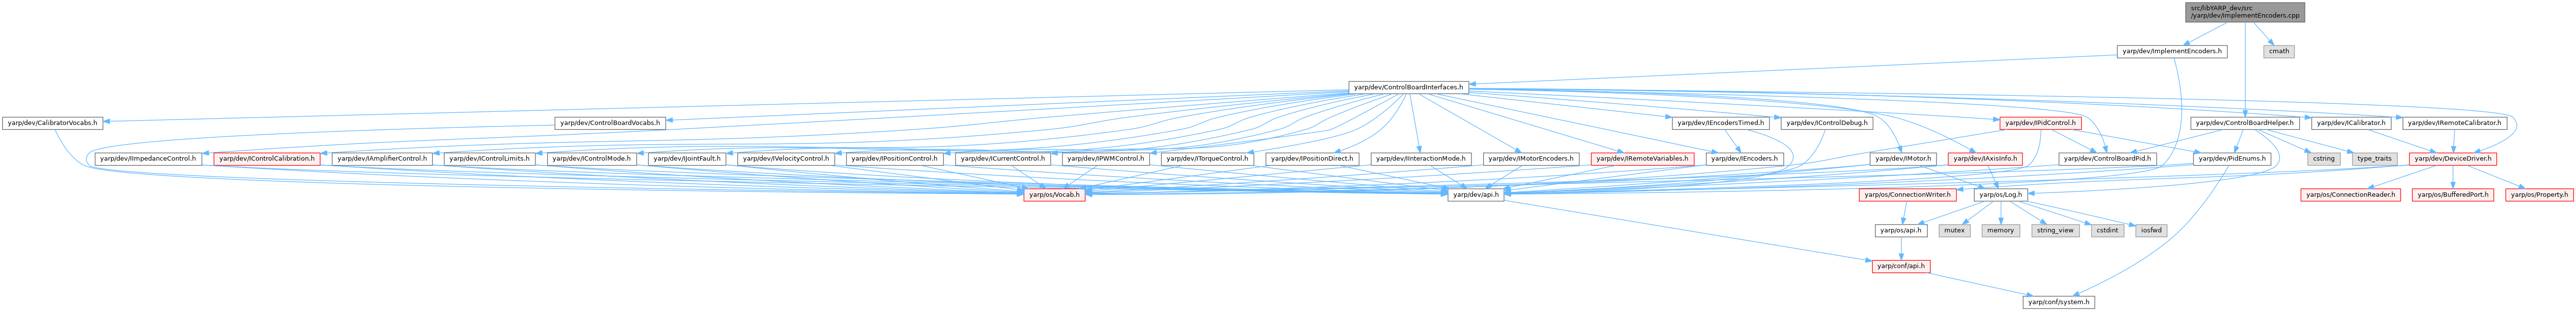 src/libYARP_dev/src
/yarp/dev/ImplementEncoders.cpp
yarp/dev/ImplementEncoders.h
cmath
yarp/dev/ControlBoardInterfaces.h
yarp/dev/CalibratorVocabs.h
yarp/dev/ControlBoardVocabs.h
yarp/dev/IEncodersTimed.h
yarp/dev/IControlDebug.h
yarp/dev/IPidControl.h
yarp/dev/ControlBoardHelper.h
yarp/dev/ICalibrator.h
yarp/dev/IRemoteCalibrator.h
yarp/dev/IImpedanceControl.h
yarp/dev/IControlCalibration.h
yarp/dev/IAmplifierControl.h
yarp/dev/IControlLimits.h
yarp/dev/IControlMode.h
yarp/dev/IJointFault.h
yarp/dev/IVelocityControl.h
yarp/dev/IPositionControl.h
yarp/dev/ICurrentControl.h
yarp/dev/IPWMControl.h
yarp/dev/ITorqueControl.h
yarp/dev/IPositionDirect.h
yarp/dev/IInteractionMode.h
yarp/dev/IMotorEncoders.h
yarp/dev/IRemoteVariables.h
yarp/dev/IEncoders.h
yarp/dev/IMotor.h
yarp/dev/IAxisInfo.h
yarp/dev/ControlBoardPid.h
yarp/dev/PidEnums.h
cstring
type_traits
yarp/dev/DeviceDriver.h
yarp/os/Vocab.h
yarp/dev/api.h
yarp/os/ConnectionWriter.h
yarp/os/Log.h
yarp/os/ConnectionReader.h
yarp/os/BufferedPort.h
yarp/os/Property.h
yarp/os/api.h
mutex
memory
string_view
cstdint
iosfwd
yarp/conf/api.h
yarp/conf/system.h